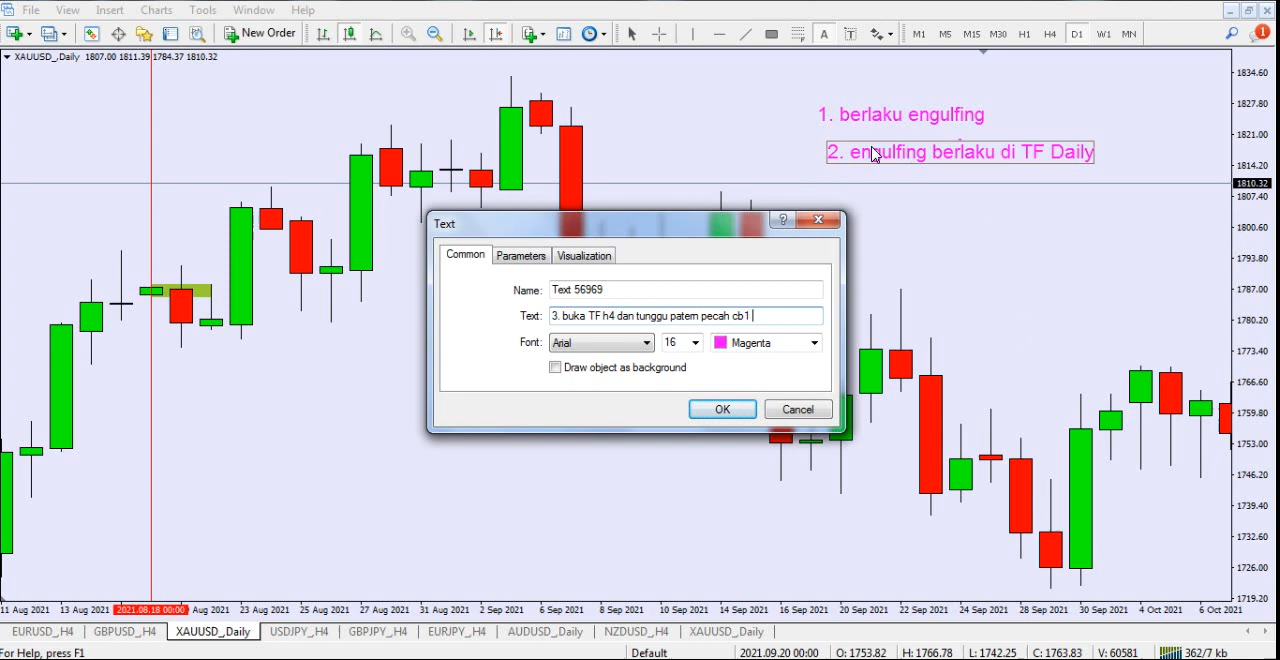 File View Insert Charts Tools Window Help
New Order A T M1 M5 M15 M30 H1 H4 D1 W1 MN 1
XAUUSD_,Daily 1807.00 1811.39 1784.37 1810.32
1834.60
1827.80
1821.00
1814.20
1810.32
1807.40
1800.60
1793.80
1787.00
1780.20
1773.40
1766.60
1759.80
1753.00
1746.20
1739.40
1732.60
1726.00
1719.20
1. berlaku engulfing
2. engulfing berlaku di TF Daily
Text
?
Common Parameters Visualization
Name: Text 56969
Text: 3. buka TF h4 dan tunggu patern pecah cb1
Font: Arial 16 Magenta
Draw object as background
OK Cancel
11 Aug 2021 13 Aug 2021 2021.08.18 00:00 Aug 2021 23 Aug 2021 25 Aug 2021 27 Aug 2021 31 Aug 2021 2 Sep 2021 6 Sep 2021 8 Sep 2021 10 Sep 2021 14 Sep 2021 16 Sep 2021 20 Sep 2021 22 Sep 2021 24 Sep 2021 28 Sep 2021 30 Sep 2021 4 Oct 2021 6 Oct 2021
EURUSD_,H4 GBPUSD_,H4 XAUUSD_,Daily USDJPY_,H4 GBPJPY_,H4 EURJPY_,H4 AUDUSD_,Daily NZDUSD_,H4 XAUUSD_,Daily
For Help, press F1 Default 2021.09.20 00:00 O: 1753.82 H: 1766.78 L: 1742.25 C: 1763.83 V: 60581 362/7 kb